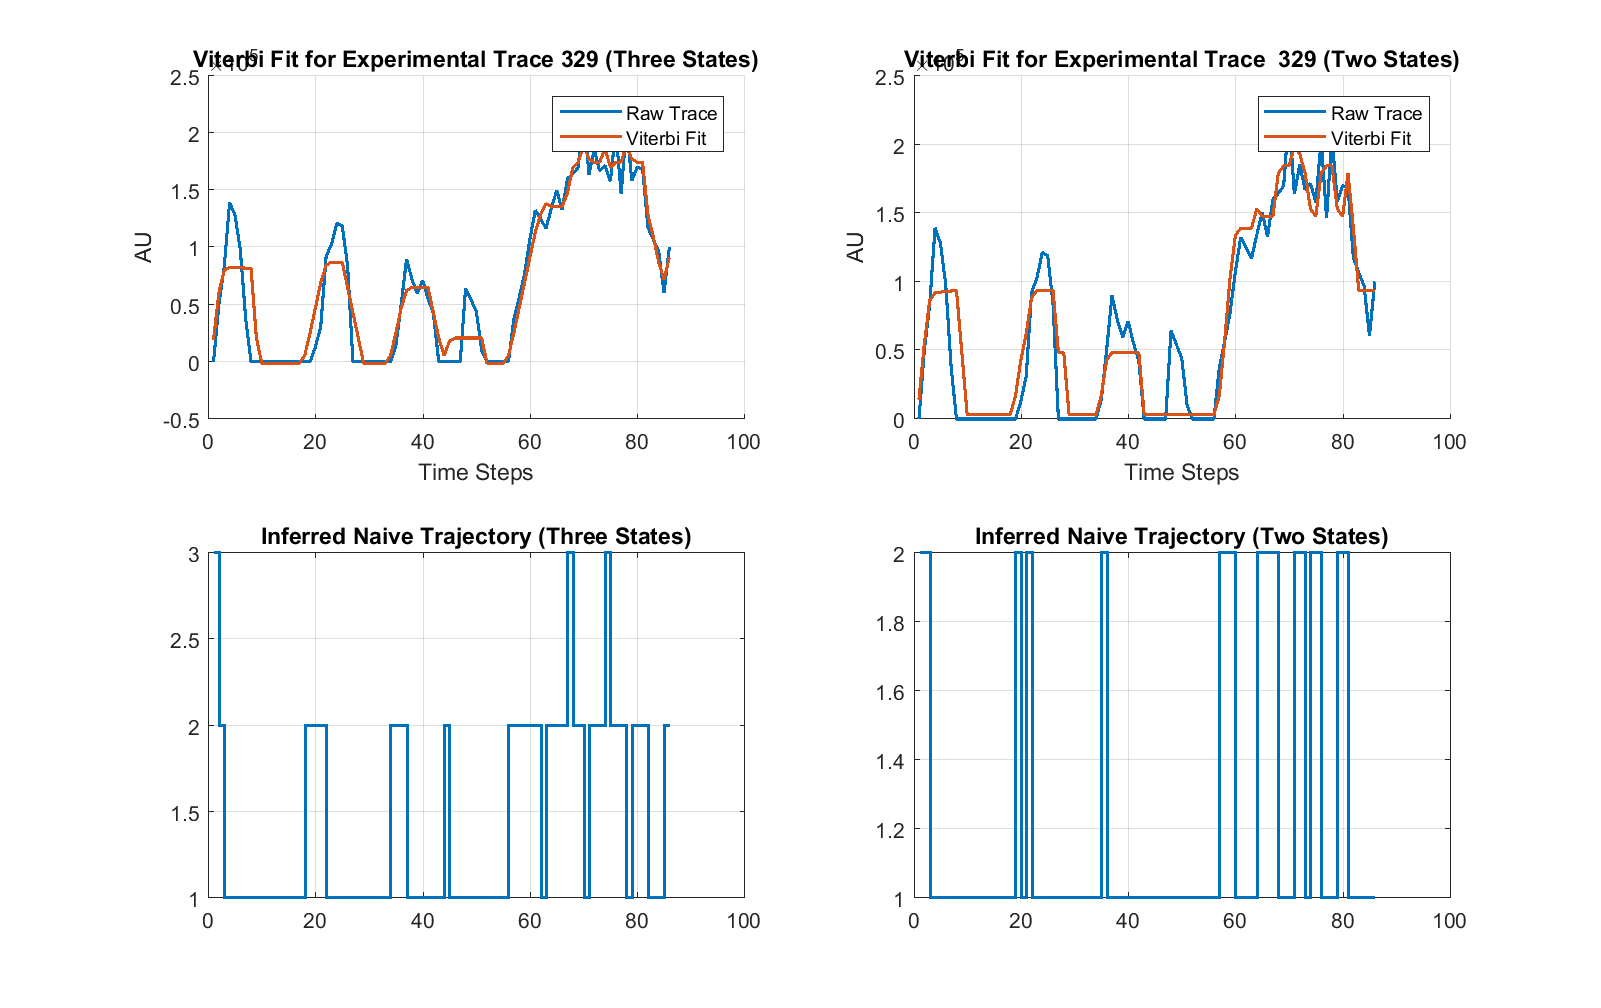 Viterbi Fit for Experimental Trace 329 (Three States)
×10^5
2.5
2
1.5
1
0.5
0
-0.5
AU
Raw Trace
Viterbi Fit
0 20 40 60 80 100
Time Steps
Viterbi Fit for Experimental Trace 329 (Two States)
×10^5
2.5
2
1.5
1
0.5
0
AU
Raw Trace
Viterbi Fit
0 20 40 60 80 100
Time Steps
Inferred Naive Trajectory (Three States)
3
2.5
2
1.5
1
0 20 40 60 80 100
Inferred Naive Trajectory (Two States)
2
1.8
1.6
1.4
1.2
1
0 20 40 60 80 100